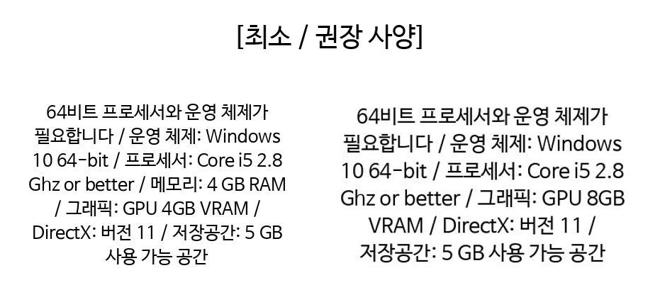 [최소 / 권장 사양]
64비트 프로세서와 운영 체제가
필요합니다 / 운영 체제: Windows
10 64-bit / 프로세서: Core i5 2.8
Ghz or better / 메모리: 4 GB RAM
/ 그래픽: GPU 4GB VRAM /
DirectX: 버전 11 / 저장공간: 5 GB
사용 가능 공간
64비트 프로세서와 운영 체제가
필요합니다 / 운영 체제: Windows
10 64-bit / 프로세서: Core i5 2.8
Ghz or better / 그래픽: GPU 8GB
VRAM / DirectX: 버전 11 /
저장공간: 5 GB 사용 가능 공간